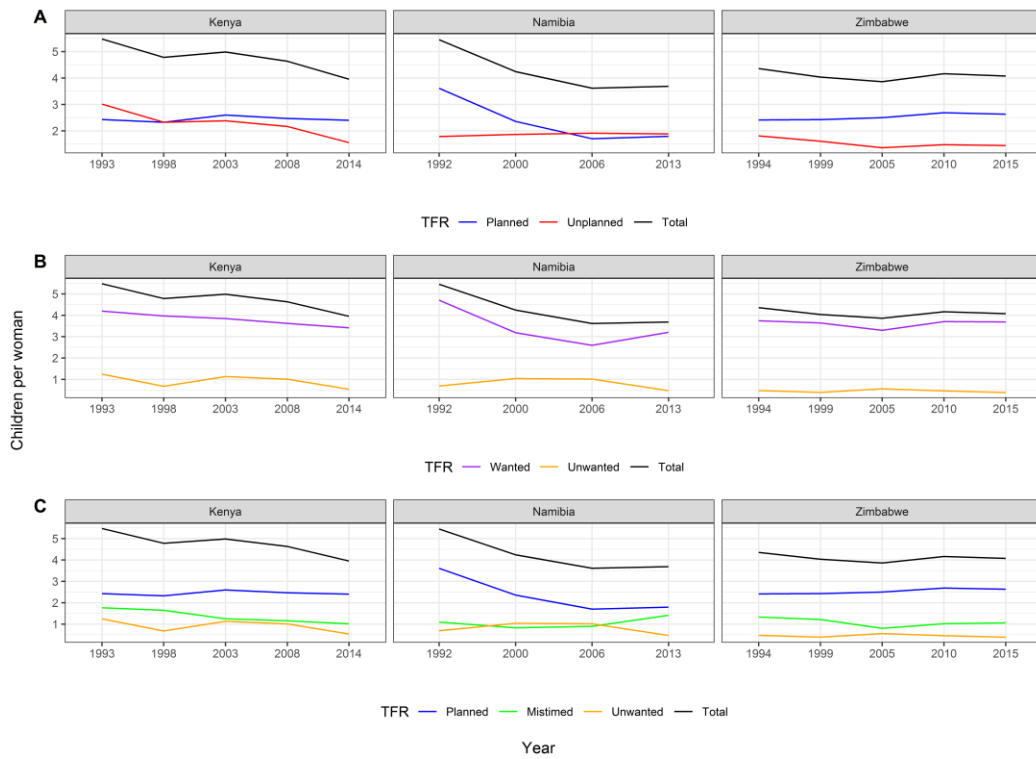 A
Kenya Namibia Zimbabwe
5
4
3
2
1993 1998 2003 2008 2014 1992 2000 2006 2013 1994 1999 2005 2010 2015
TFR Planned Unplanned Total
B
Kenya Namibia Zimbabwe
5
4
3
2
1
1993 1998 2003 2008 2014 1992 2000 2006 2013 1994 1999 2005 2010 2015
TFR Wanted Unwanted Total
Children per woman
C
Kenya Namibia Zimbabwe
5
4
3
2
1
1993 1998 2003 2008 2014 1992 2000 2006 2013 1994 1999 2005 2010 2015
TFR Planned Mistimed Unwanted Total
Year